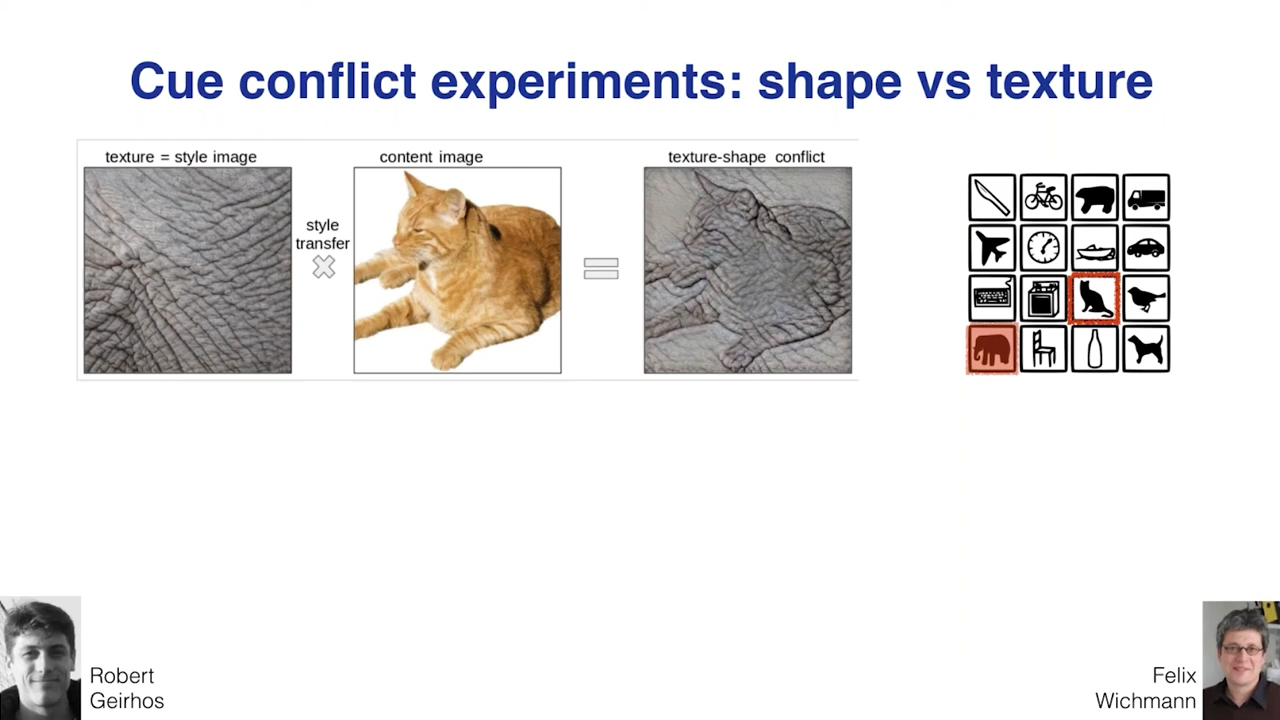 Cue conflict experiments: shape vs texture
texture = style image
content image
texture-shape conflict
style
transfer
Robert
Geirhos
Felix
Wichmann